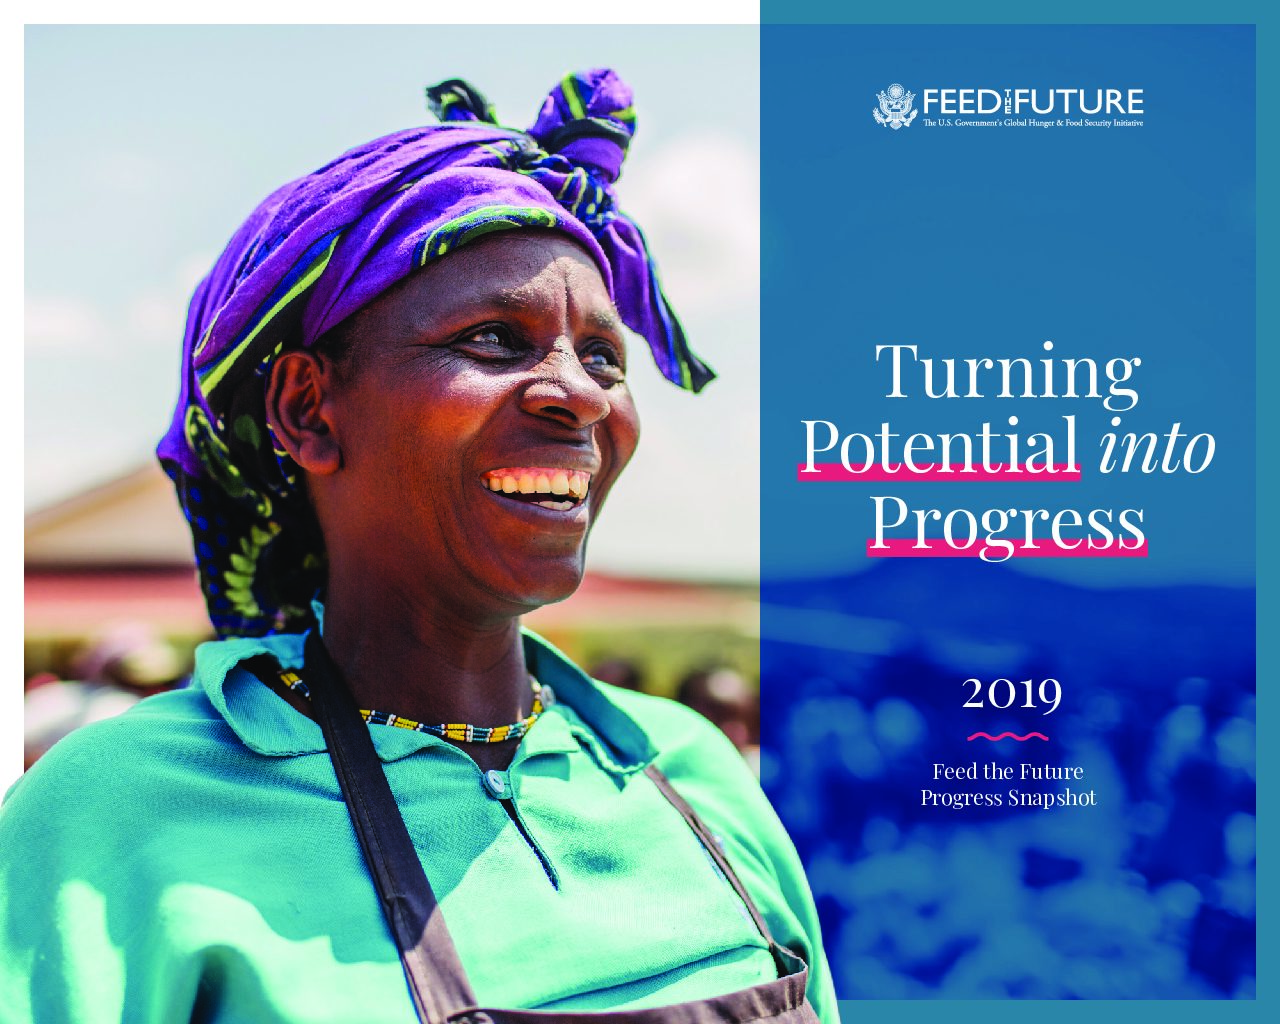 FEED THE FUTURE
The U.S. Government's Global Hunger & Food Security Initiative
Turning
Potential into
Progress
2019
Feed the Future
Progress Snapshot